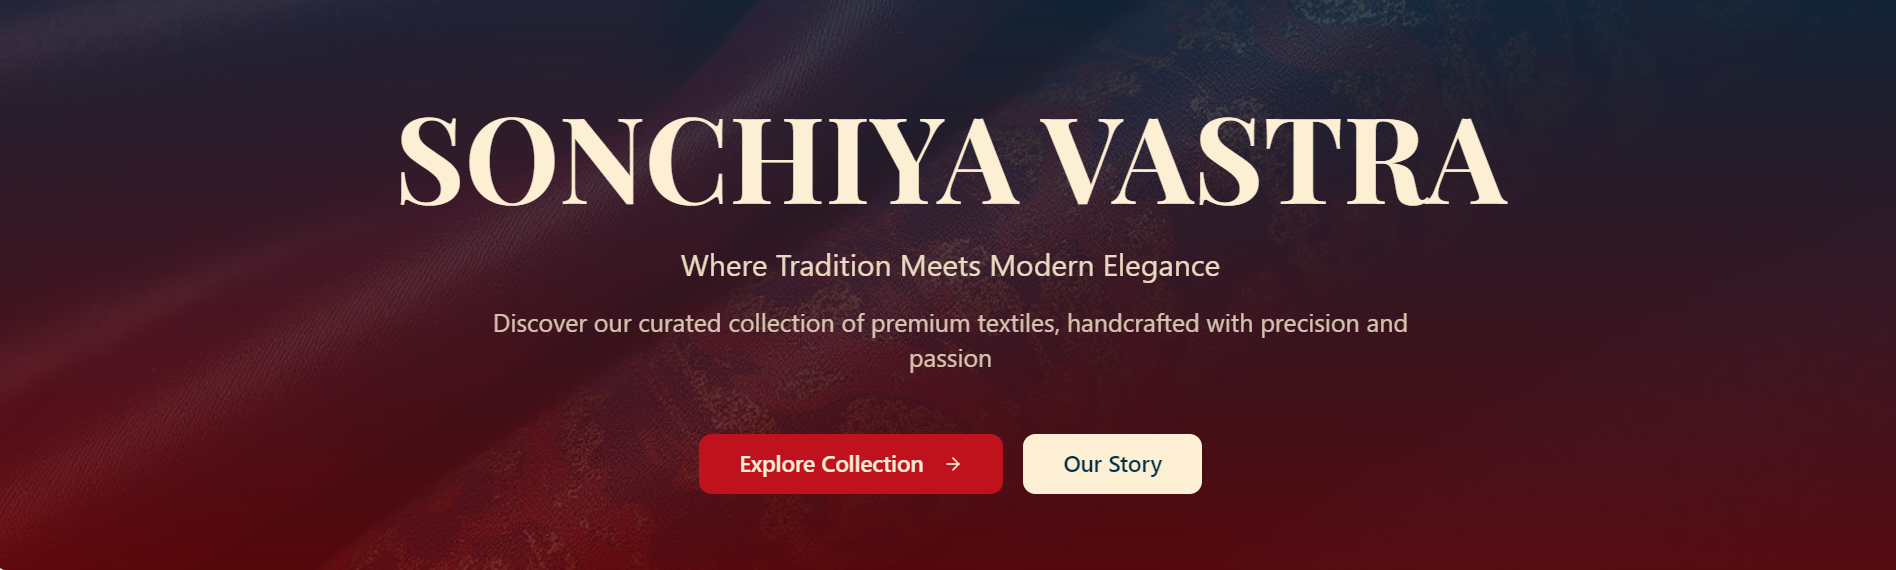 SONCHIYA VASTRA
Where Tradition Meets Modern Elegance
Discover our curated collection of premium textiles, handcrafted with precision and
passion
Explore Collection →
Our Story